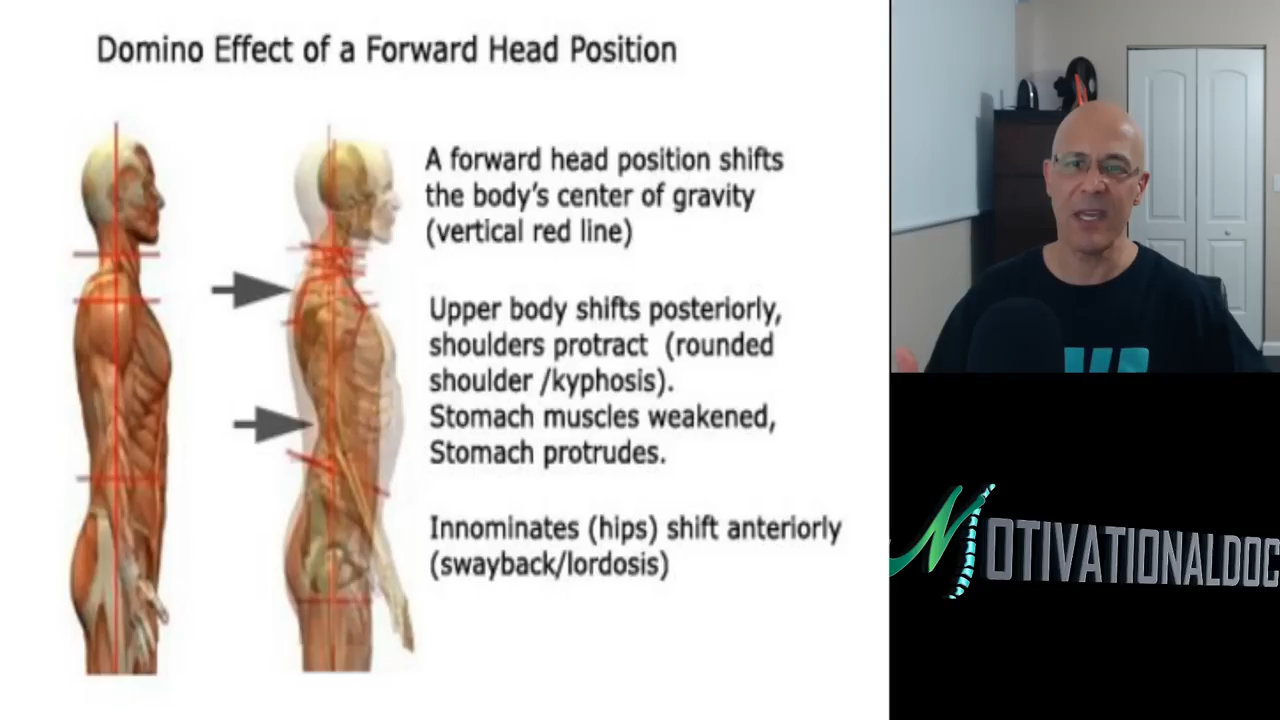 Domino Effect of a Forward Head Position
A forward head position shifts
the body's center of gravity
(vertical red line)
Upper body shifts posteriorly,
shoulders protract (rounded
shoulder /kyphosis).
Stomach muscles weakened,
Stomach protrudes.
Innominates (hips) shift anteriorly
(swayback/lordosis)
MOTIVATIONALDOC